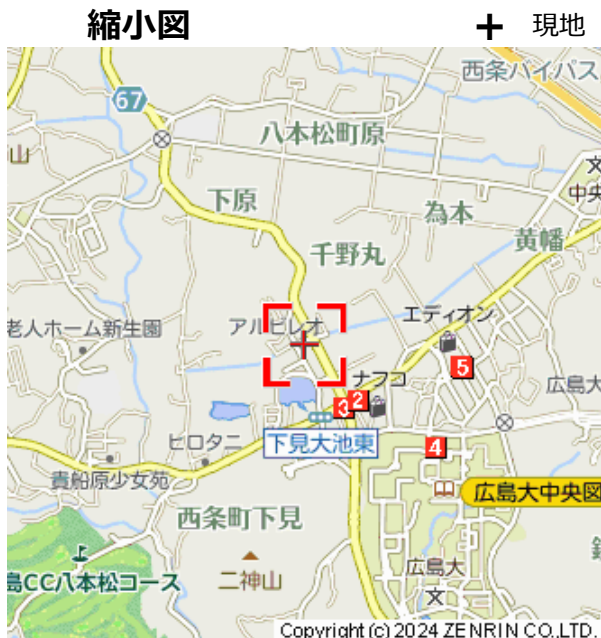 縮小図
＋ 現地
西条バイパス
67
八本松町原
山
文
中央
下原
為本
黄幡
千野丸
エディオン
老人ホーム新生園
アルビレオ
5
ナフコ
広島大
3
2
ヒロタニ
下見大池東
4
貴船原少女苑
広島大中央図
西条町下見
島CC八本松コース
二神山
広島大
文
Copyright (c) 2024 ZENRIN CO.,LTD.